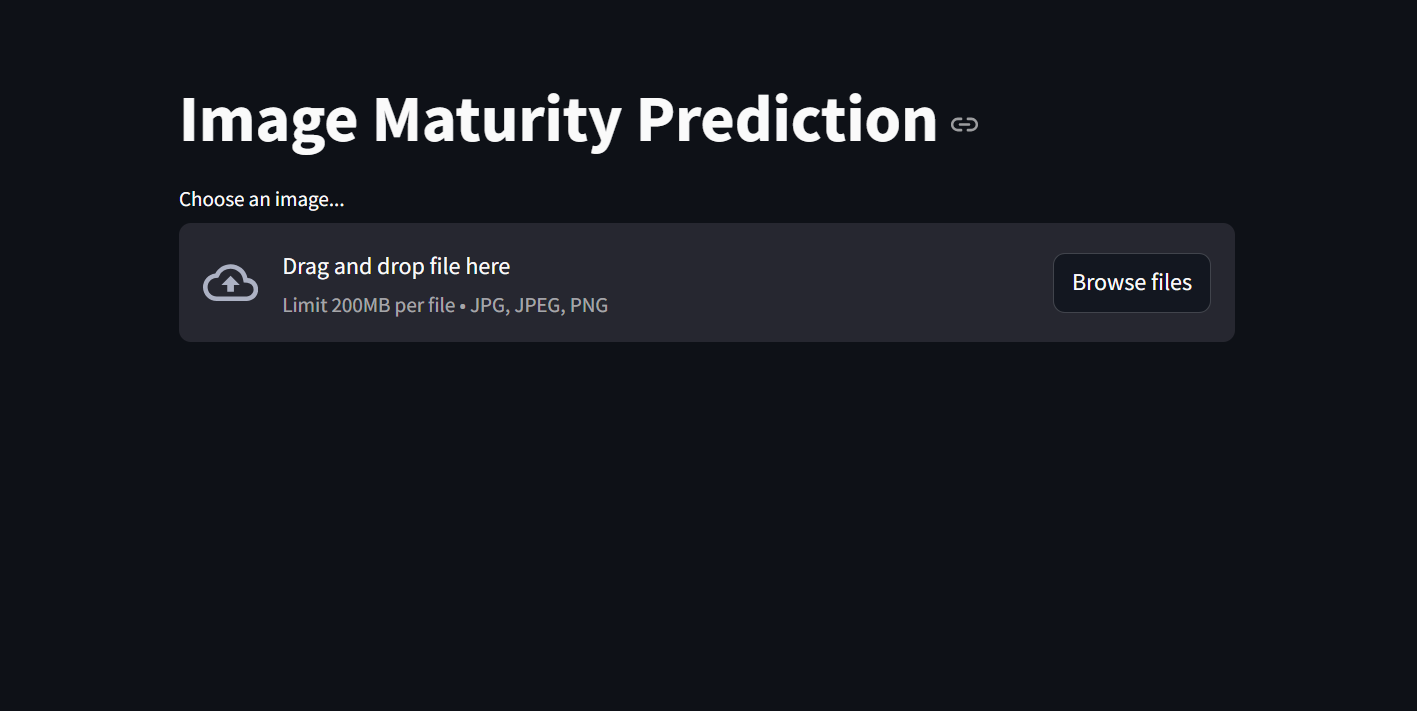 Image Maturity Prediction
Choose an image...
Drag and drop file here
Limit 200MB per file • JPG, JPEG, PNG
Browse files